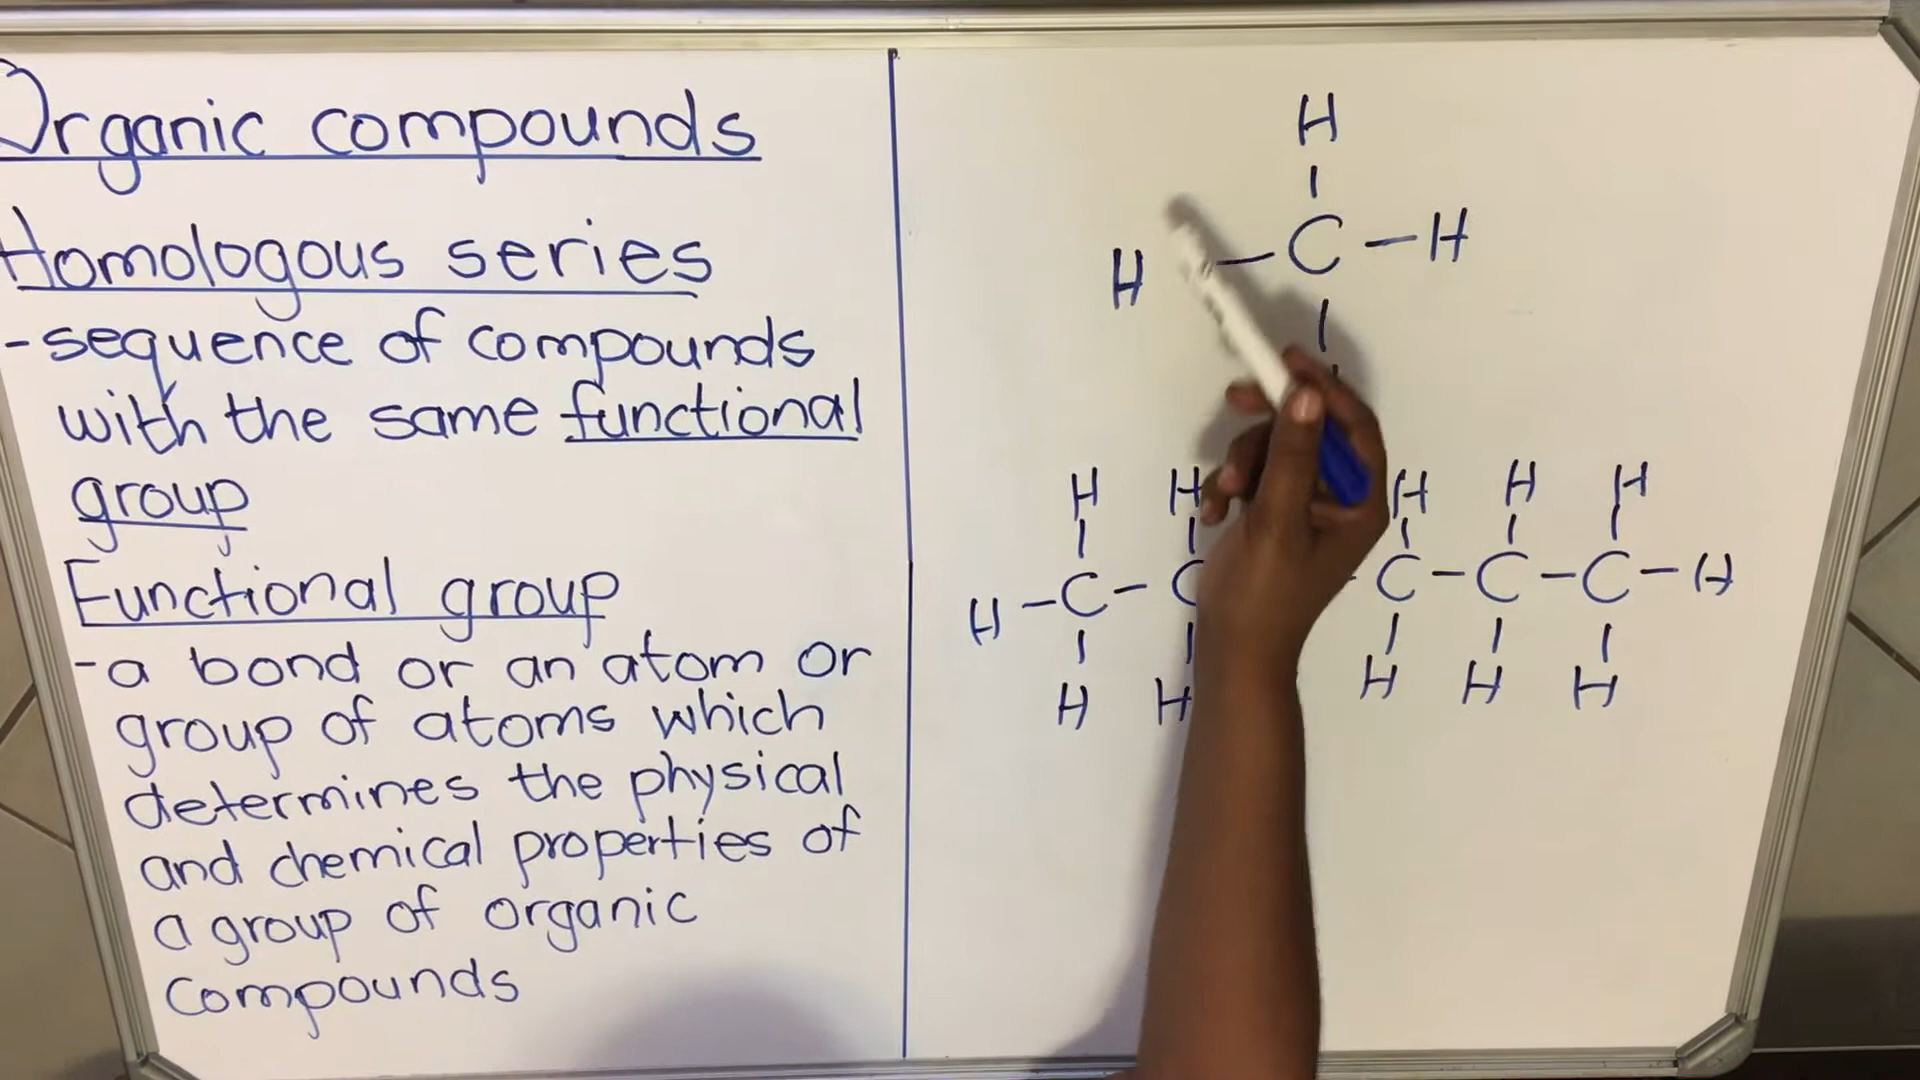 Organic compounds
Homologous series
- sequence of compounds
with the same functional
group
Functional group
- a bond or an atom or
group of atoms which
determines the physical
and chemical properties of
a group of organic
compounds
H
H - C - H
H H H H H
H - C - C - C - C - C - H
H H H H H